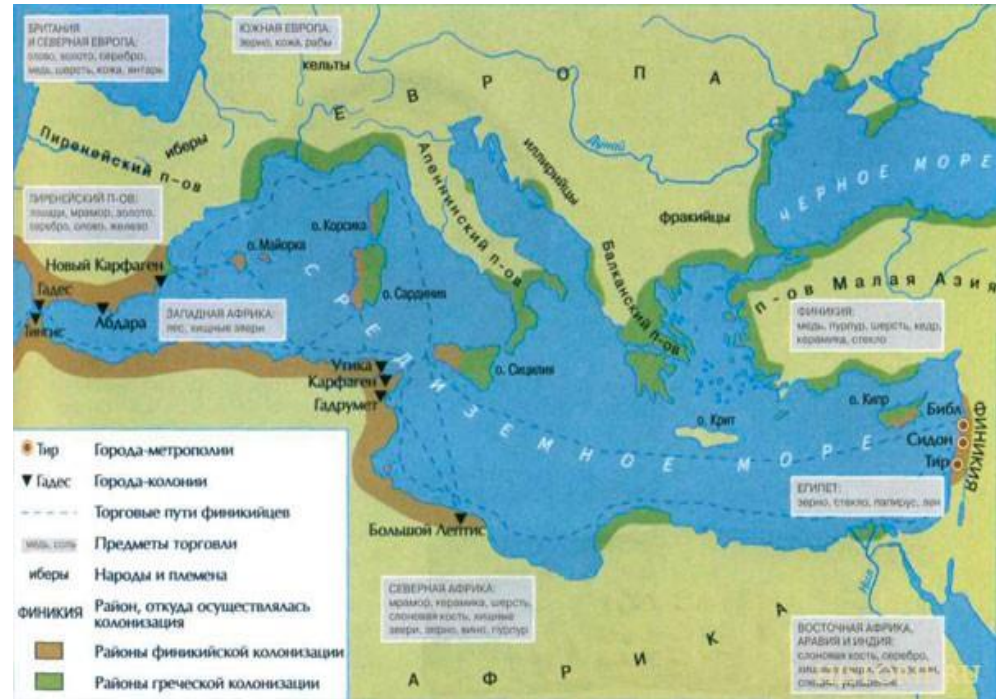 БРИТАНИЯ
И СЕВЕРНАЯ ЕВРОПА:
олово, золото, серебро,
медь, шерсть, кожа, янтарь
ЮЖНАЯ ЕВРОПА:
зерно, кожа, рабы
кельты
ЕВРОПА
Пиренейский п-ов
иберы
Апеннинский п-ов
иллирийцы
Дунай
ЧЕРНОЕ МОРЕ
фракийцы
Балканский п-ов
ПИРЕНЕЙСКИЙ П-ОВ:
лошади, мрамор, золото,
серебро, олово, железо
о. Корсика
о. Майорка
Новый Карфаген
Гадес
о. Сардиния
п-ов Малая Азия
Абдара
Тингис
ЗАПАДНАЯ АФРИКА:
лес, хищные звери
ФИНИКИЯ:
медь, пурпур, шерсть, кедр,
керамика, стекло
СРЕДИЗЕМНОЕ МОРЕ
Утика
Карфаген
Гадрумет
о. Сицилия
о. Крит
о. Кипр
Библ
Сидон
Тир
ФИНИКИЯ
Большой Лептис
ЕГИПЕТ:
зерно, стекло, папирус, лен
Нил
СЕВЕРНАЯ АФРИКА:
мрамор, керамика, шерсть,
слоновая кость, хищные
звери, зерно, вино, пурпур
АФРИКА
ВОСТОЧНАЯ АФРИКА,
АРАВИЯ И ИНДИЯ:
слоновая кость, серебро,
Тир Города-метрополии
Гадес Города-колонии
Торговые пути финикийцев
медь, соль Предметы торговли
иберы Народы и племена
ФИНИКИЯ Район, откуда осуществлялась
колонизация
Районы финикийской колонизации
Районы греческой колонизации